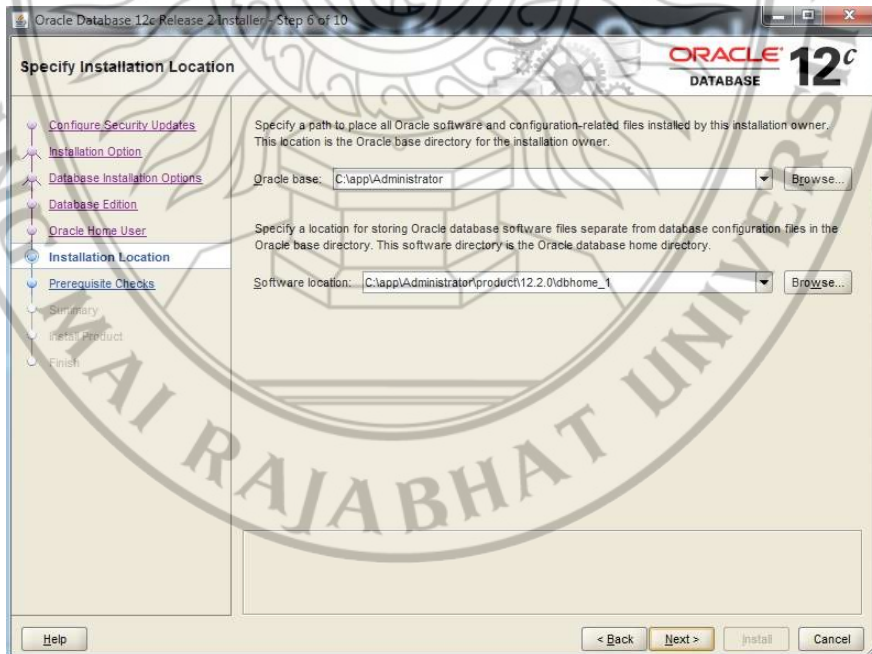 Oracle Database 12c Release 2 Installer - Step 6 of 10
Specify Installation Location
ORACLE
DATABASE
12c
Configure Security Updates
Installation Option
Database Installation Options
Database Edition
Oracle Home User
Installation Location
Prerequisite Checks
Summary
Install Product
Finish
Specify a path to place all Oracle software and configuration-related files installed by this installation owner.
This location is the Oracle base directory for the installation owner.
Oracle base: C:\app\Administrator Browse...
Specify a location for storing Oracle database software files separate from database configuration files in the
Oracle base directory. This software directory is the Oracle database home directory.
Software location: C:\app\Administrator\product\12.2.0\dbhome_1 Browse...
MAI RAJABHAT
Help < Back Next > Install Cancel